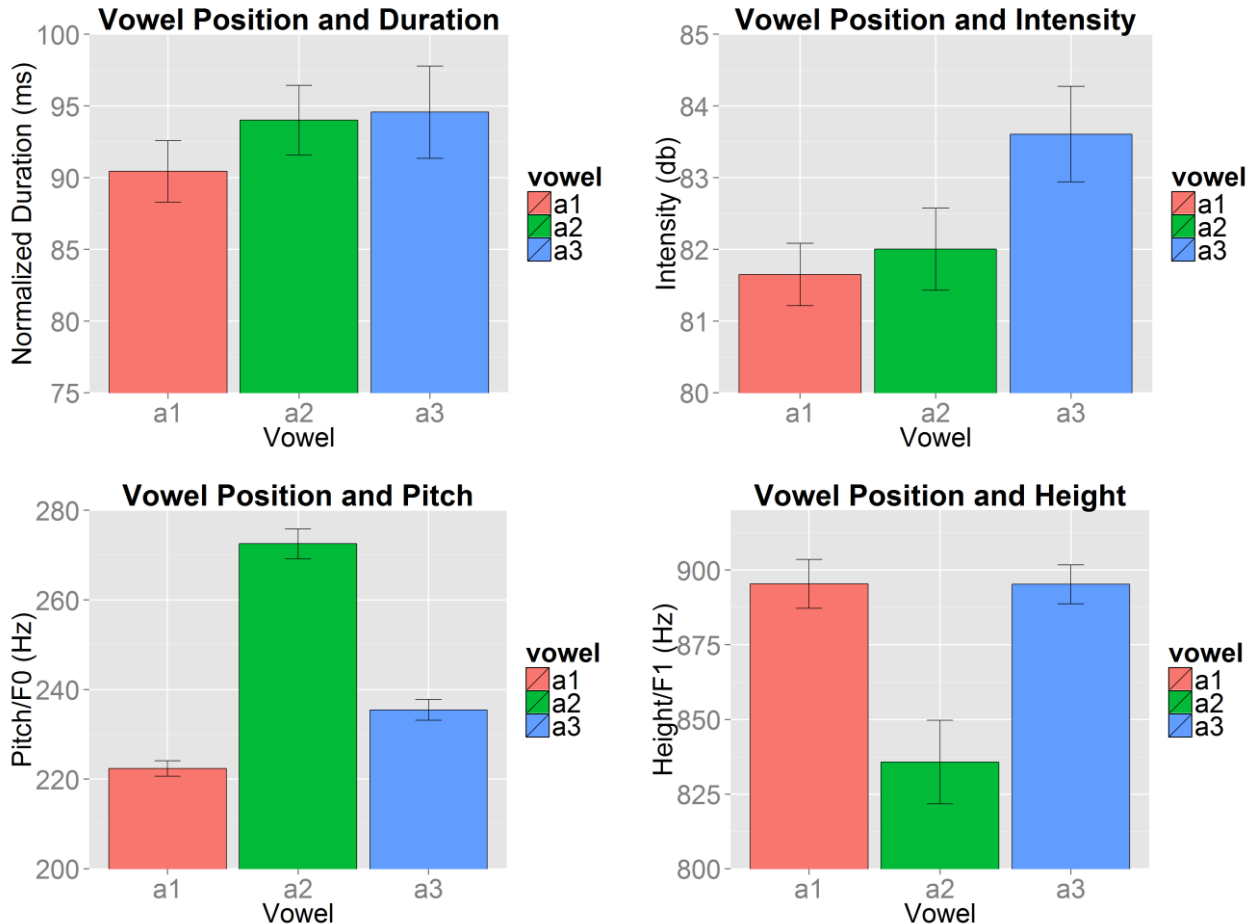 Vowel Position and Duration
100
95
90
85
80
75
Normalized Duration (ms)
a1 a2 a3
Vowel
vowel
a1
a2
a3
Vowel Position and Intensity
85
84
83
82
81
80
Intensity (db)
a1 a2 a3
Vowel
vowel
a1
a2
a3
Vowel Position and Pitch
280
260
240
220
200
Pitch/F0 (Hz)
a1 a2 a3
Vowel
vowel
a1
a2
a3
Vowel Position and Height
900
875
850
825
800
Height/F1 (Hz)
a1 a2 a3
Vowel
vowel
a1
a2
a3